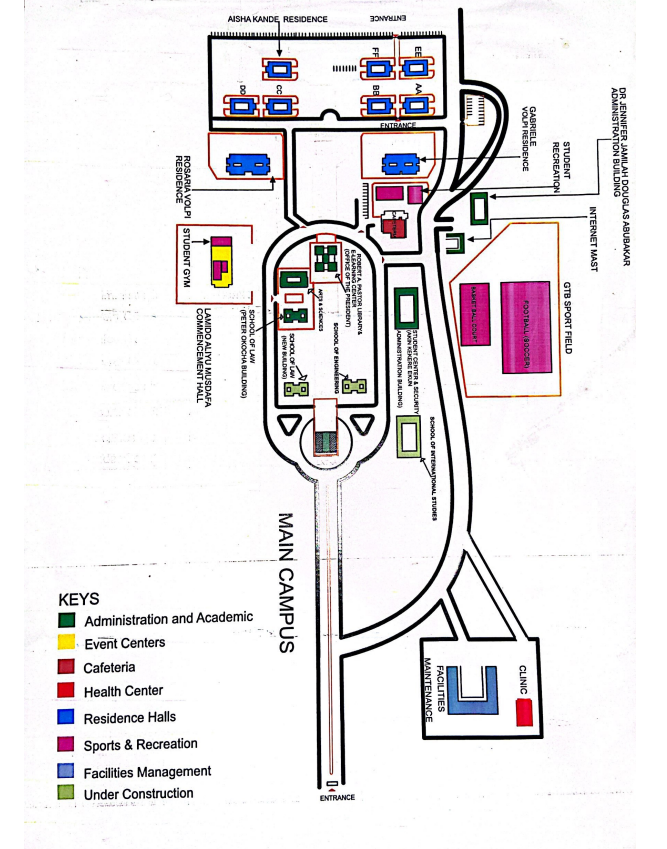 AISHA KANDE RESIDENCE
ENTRANCE
FF
EE
DD
CC
BB
AA
ENTRANCE
DR JENNIFER JAMILAH DOUGLAS ABUBAKAR
ADMINISTRATION BUILDING
GABRIELE
VOLPI RESIDENCE
STUDENT
RECREATION
INTERNET MAST
ROSARIA VOLPI
RESIDENCE
CAFETERIA
STUDENT GYM
LAMIDO ALIYU MUSDAFA
COMMENCEMENT HALL
SCHOOL OF LAW
(PETER OKOCHA BUILDING)
ROBERT A. PASTOR LIBRARY &
E-LEARNING CENTER
(OFFICE OF THE PRESIDENT)
ARTS & SCIENCES
SCHOOL OF LAW
(NEW BUILDING)
SCHOOL OF ENGINEERING
STUDENT CENTER & SECURITY
(AKIN KEKERE EKUN
ADMINISTRATION BUILDING)
GTB SPORT FIELD
FOOTBALL (SOCCER)
BASKETBALL COURT
SCHOOL OF INTERNATIONAL STUDIES
MAIN CAMPUS
CLINIC
FACILITIES
MAINTENANCE
ENTRANCE
KEYS
Administration and Academic
Event Centers
Cafeteria
Health Center
Residence Halls
Sports & Recreation
Facilities Management
Under Construction